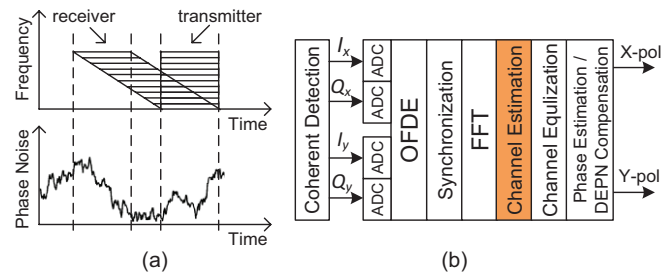 receiver
transmitter
Frequency
Time
Phase Noise
Time
(a)
Coherent Detection
Ix
Qx
Iy
Qy
ADC
ADC
ADC
ADC
OFDE
Synchronization
FFT
Channel Estimation
Channel Equlization
Phase Estimation /
DEPN Compensation
X-pol
Y-pol
(b)